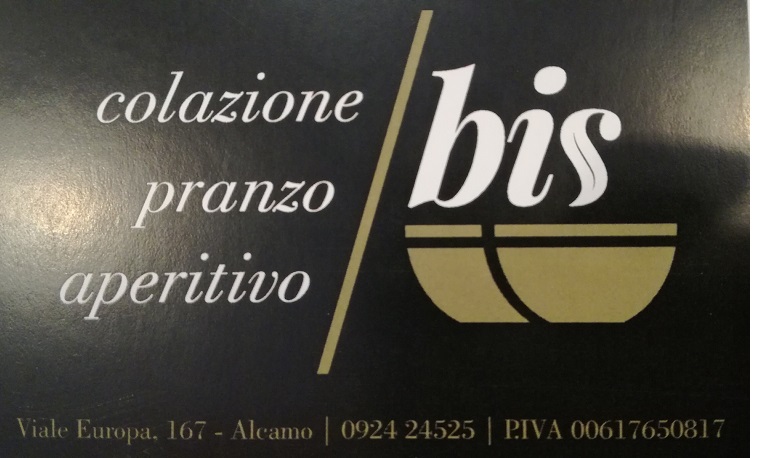 colazione
pranzo
aperitivo
bis
Viale Europa, 167 - Alcamo | 0924 24525 | P.IVA 00617650817